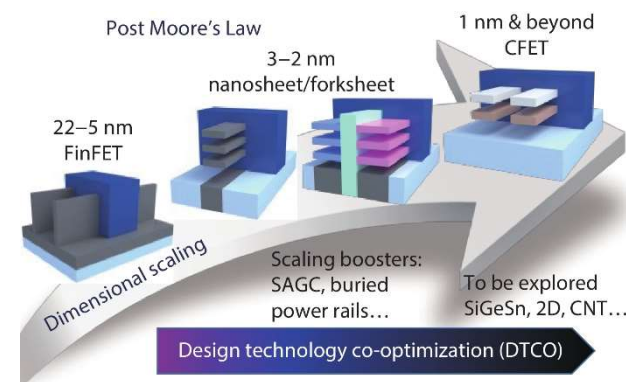 Post Moore's Law
1 nm & beyond
CFET
3–2 nm
nanosheet/forksheet
22–5 nm
FinFET
Dimensional scaling
Scaling boosters:
SAGC, buried
power rails...
To be explored
SiGeSn, 2D, CNT...
Design technology co-optimization (DTCO)